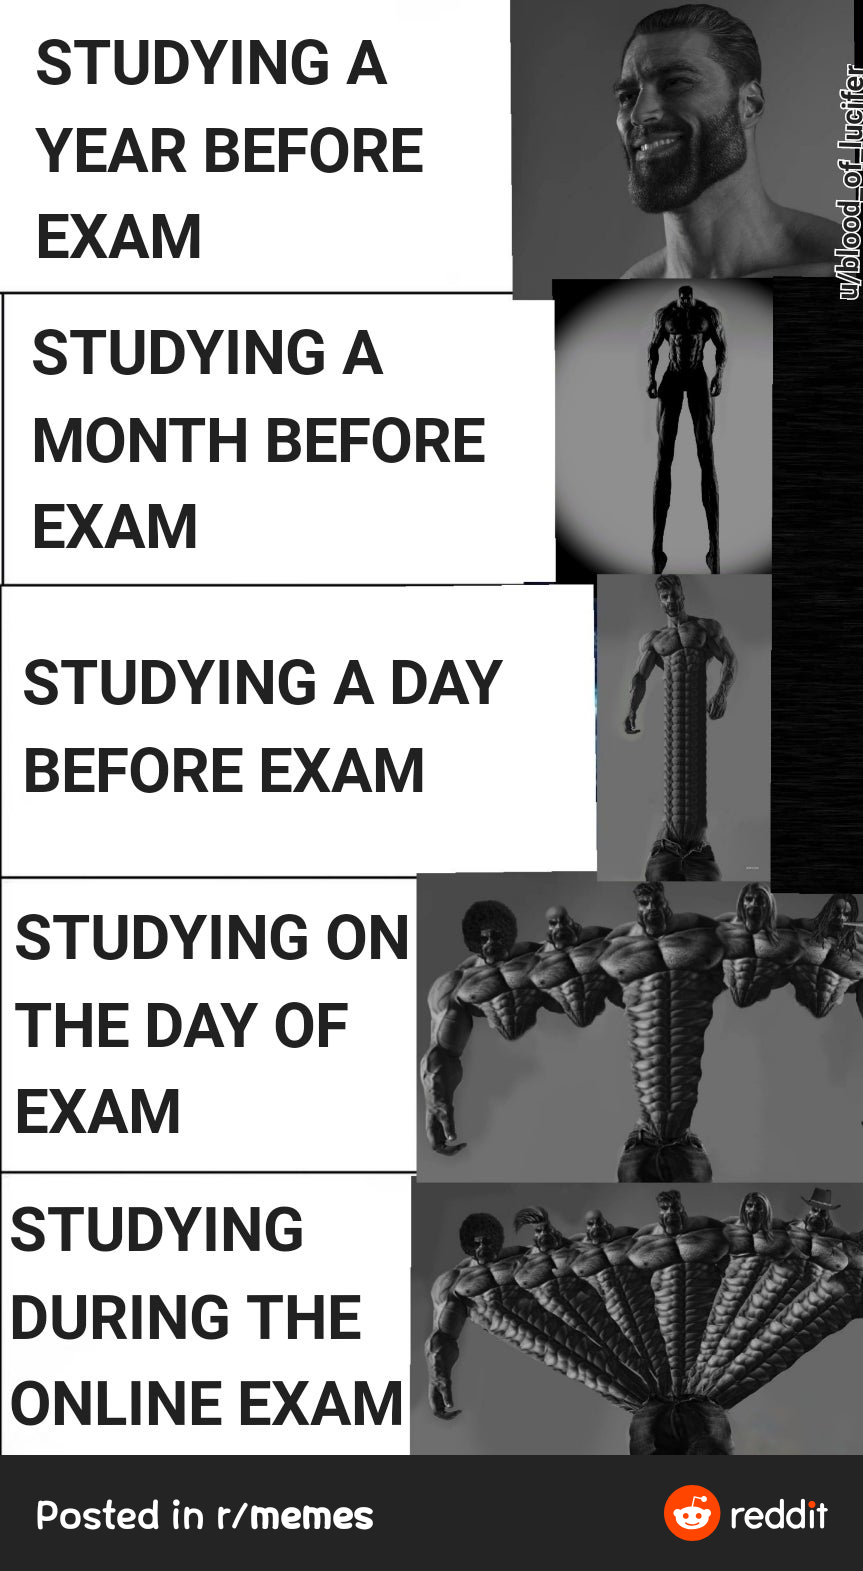 STUDYING A
YEAR BEFORE
EXAM
u/blood_of_lucifer
STUDYING A
MONTH BEFORE
EXAM
STUDYING A DAY
BEFORE EXAM
STUDYING ON
THE DAY OF
EXAM
STUDYING
DURING THE
ONLINE EXAM
Posted in r/memes
reddit